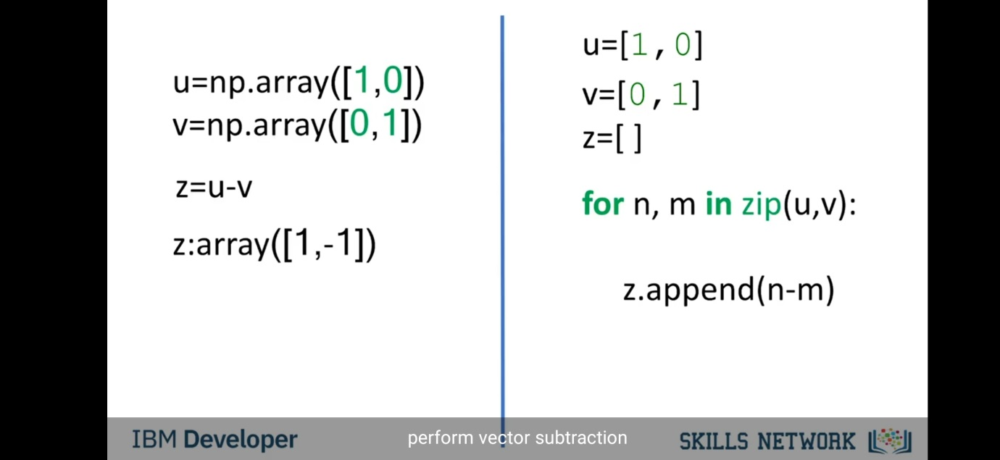 u=np.array([1,0])
v=np.array([0,1])
z=u-v
z:array([1,-1])
u=[1,0]
v=[0,1]
z=[ ]
for n, m in zip(u,v):
z.append(n-m)
IBM Developer
perform vector subtraction
SKILLS NETWORK